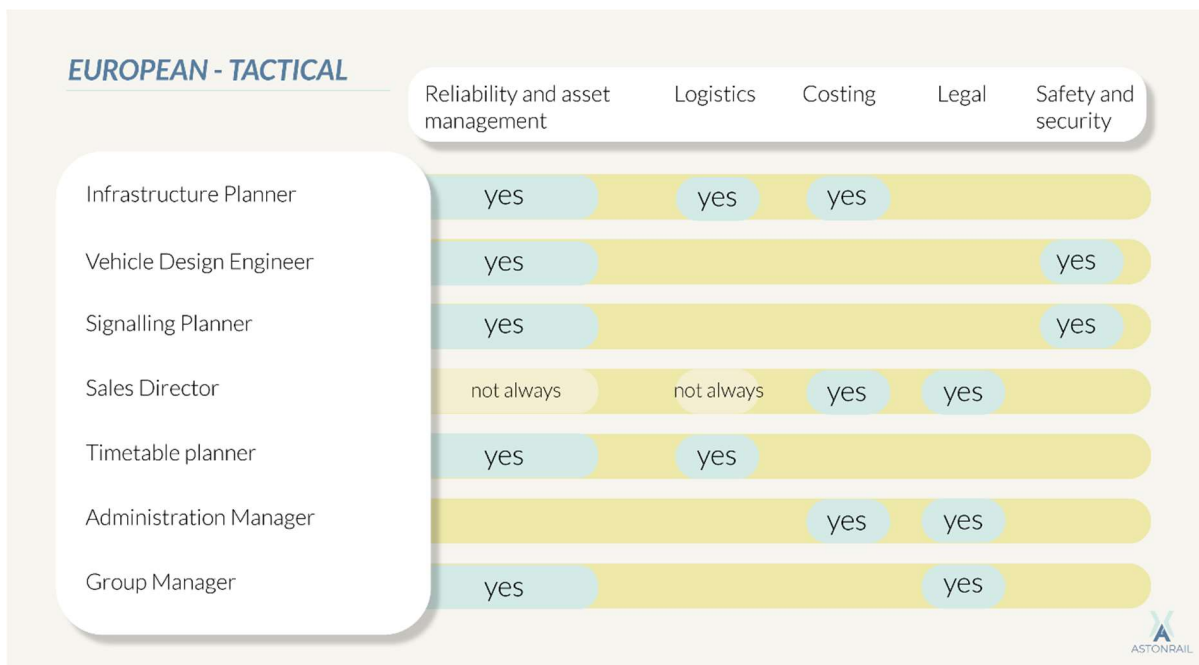 EUROPEAN - TACTICAL
Reliability and asset management Logistics Costing Legal Safety and security
Infrastructure Planner yes yes yes
Vehicle Design Engineer yes yes
Signalling Planner yes yes
Sales Director not always not always yes yes
Timetable planner yes yes
Administration Manager yes yes
Group Manager yes yes
ASTONRAIL